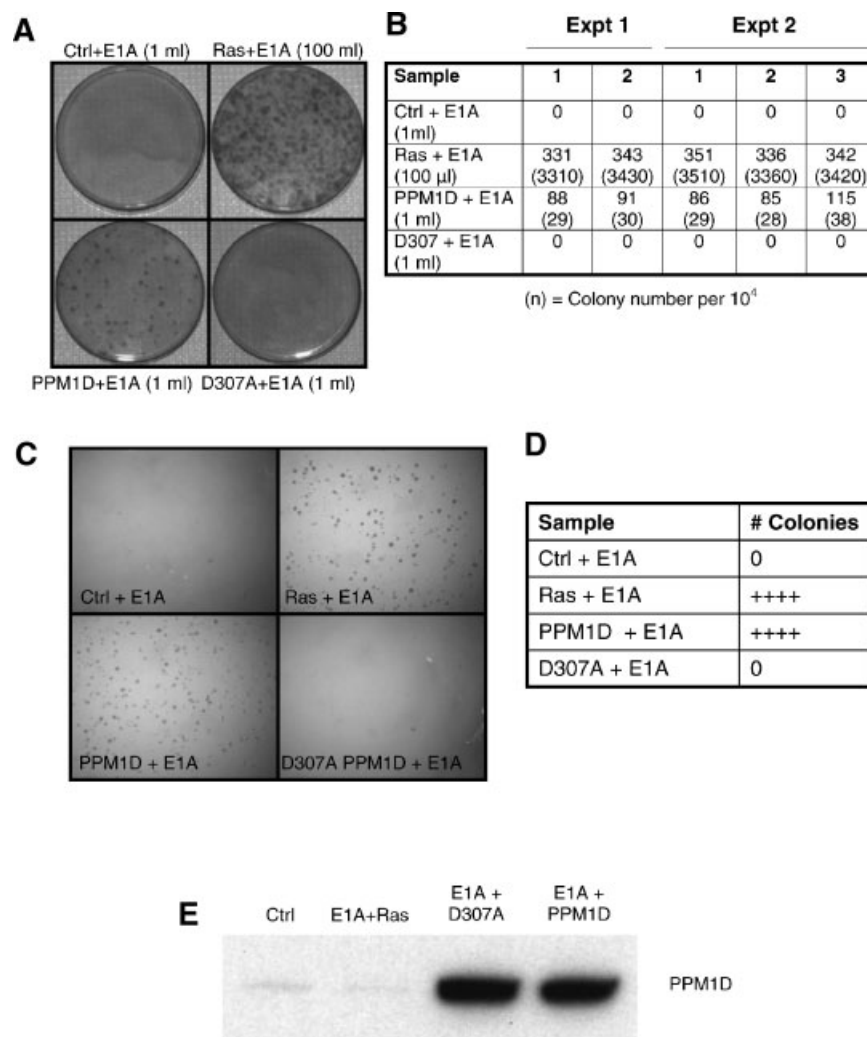 A
Ctrl+E1A (1 ml) Ras+E1A (100 ml)
PPM1D+E1A (1 ml) D307A+E1A (1 ml)
B
Expt 1 Expt 2
Sample 1 2 1 2 3
Ctrl + E1A 0 0 0 0 0
(1ml)
Ras + E1A 331 343 351 336 342
(100 µl) (3310) (3430) (3510) (3360) (3420)
PPM1D + E1A 88 91 86 85 115
(1 ml) (29) (30) (29) (28) (38)
D307 + E1A 0 0 0 0 0
(1 ml)
(n) = Colony number per 10⁴
C
Ctrl + E1A Ras + E1A
PPM1D + E1A D307A PPM1D + E1A
D
Sample # Colonies
Ctrl + E1A 0
Ras + E1A ++++
PPM1D + E1A ++++
D307A + E1A 0
E
Ctrl E1A+Ras E1A + D307A E1A + PPM1D
PPM1D